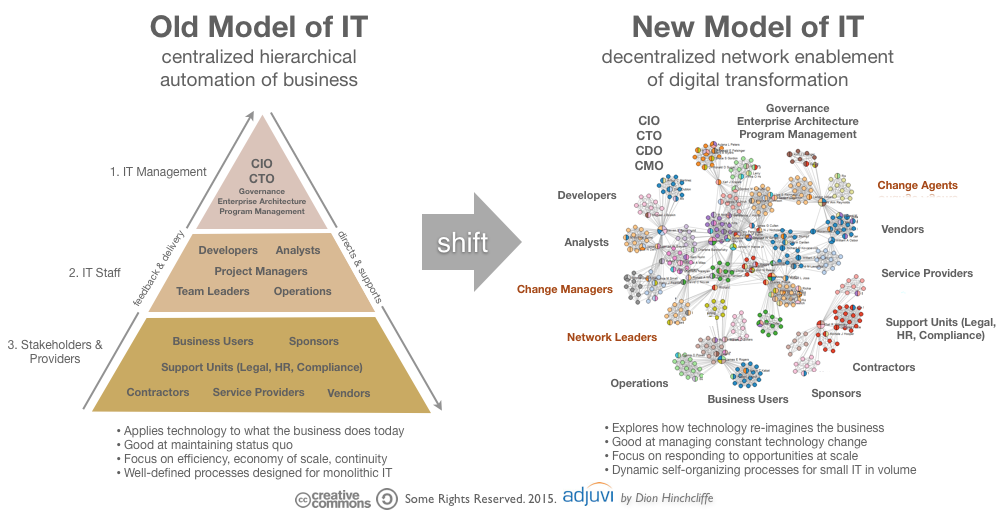 Old Model of IT
centralized hierarchical
automation of business
1. IT Management
CIO
CTO
Governance
Enterprise Architecture
Program Management
feedback & delivery
directs & supports
2. IT Staff
Developers Analysts
Project Managers
Team Leaders Operations
3. Stakeholders &
Providers
Business Users Sponsors
Support Units (Legal, HR, Compliance)
Contractors Service Providers Vendors
• Applies technology to what the business does today
• Good at maintaining status quo
• Focus on efficiency, economy of scale, continuity
• Well-defined processes designed for monolithic IT
shift
New Model of IT
decentralized network enablement
of digital transformation
CIO
CTO
CDO
CMO
Governance
Enterprise Architecture
Program Management
Developers
Change Agents
Analysts
Vendors
Change Managers
Service Providers
Network Leaders
Support Units (Legal,
HR, Compliance)
Contractors
Operations
Sponsors
Business Users
• Explores how technology re-imagines the business
• Good at managing constant technology change
• Focus on responding to opportunities at scale
• Dynamic self-organizing processes for small IT in volume
cc creative
commons
Some Rights Reserved. 2015.
adjuvi
by Dion Hinchcliffe